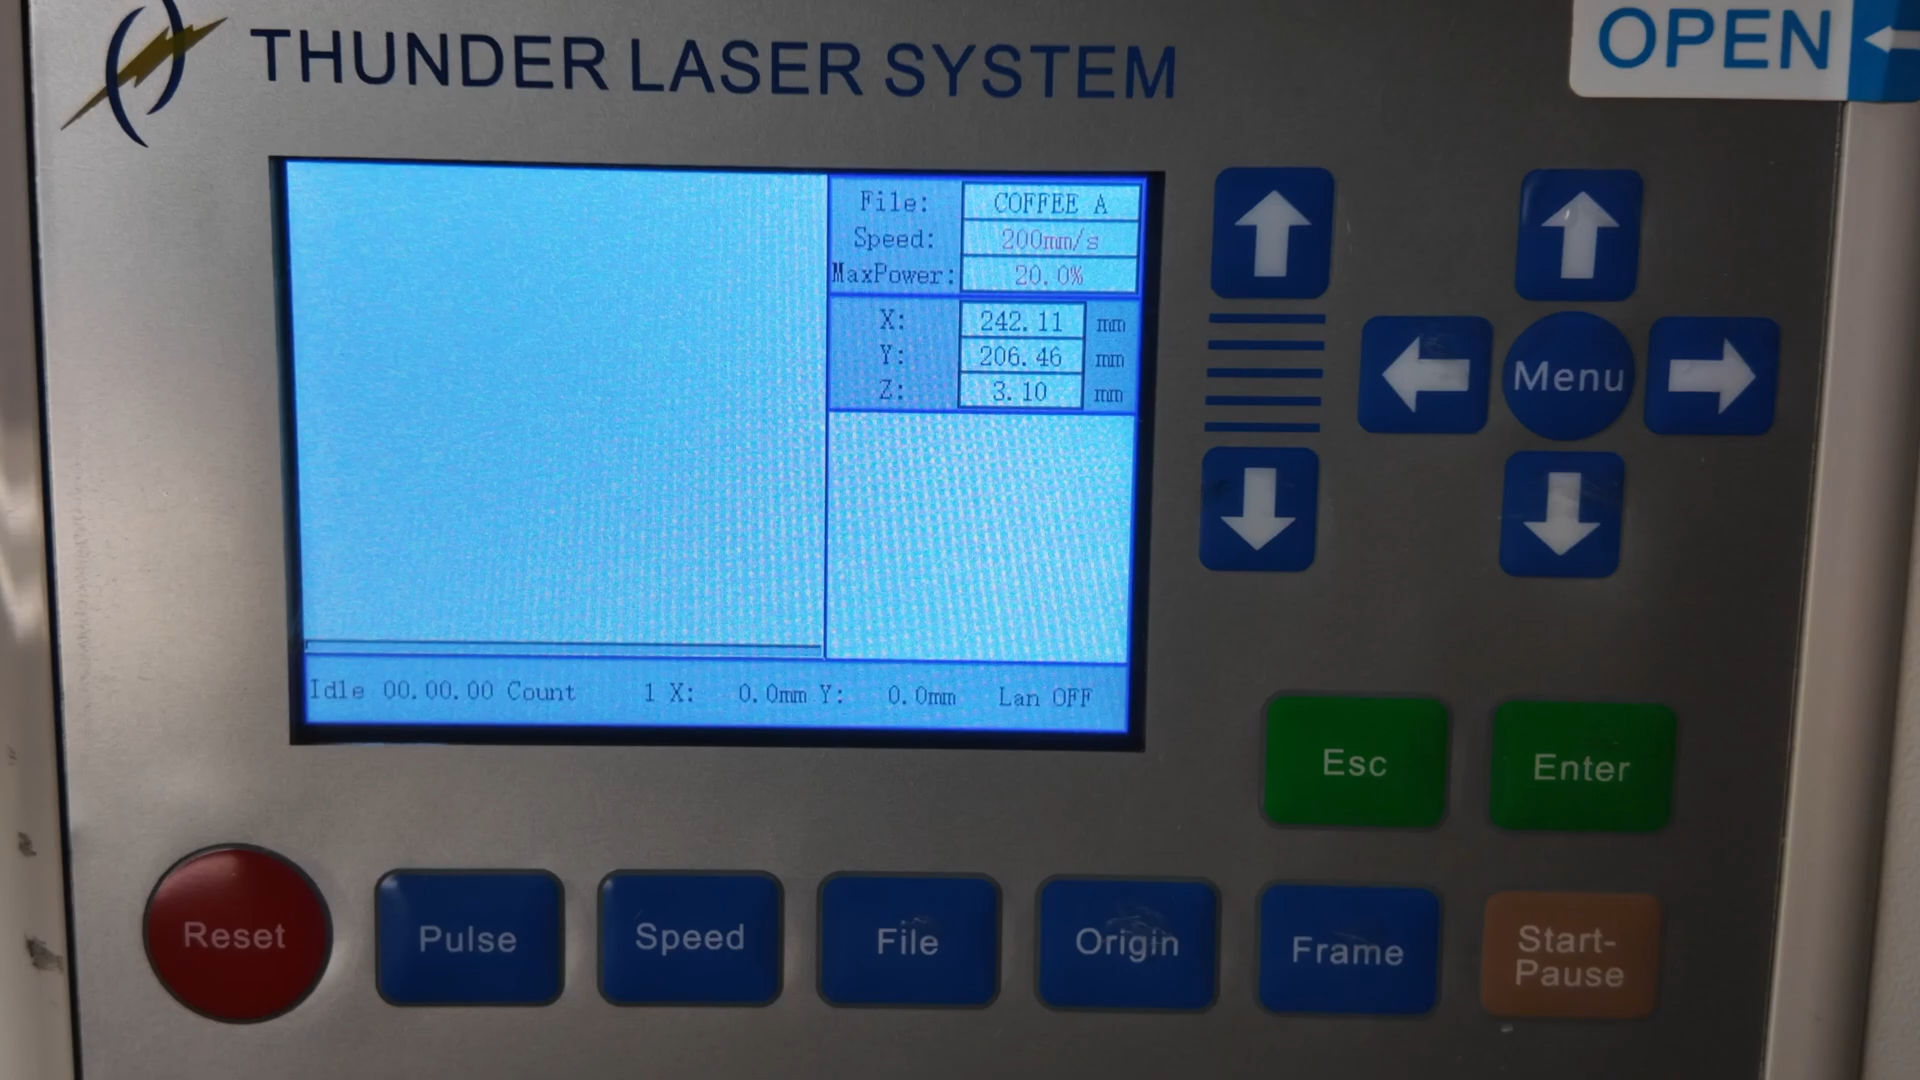 THUNDER LASER SYSTEM
OPEN
File: COFFEE A
Speed: 200mm/s
MaxPower: 20.0%
X: 242.11 mm
Y: 206.46 mm
Z: 3.10 mm
Idle 00.00.00 Count 1 X: 0.0mm Y: 0.0mm Lan OFF
Menu
Esc
Enter
Reset
Pulse
Speed
File
Origin
Frame
Start-
Pause